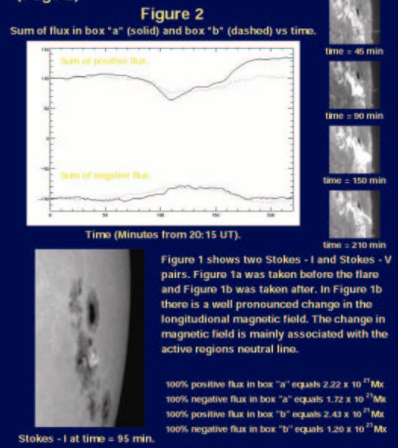 Figure 2
Sum of flux in box "a" (solid) and box "b" (dashed) vs time.
Sum of positive flux.
Sum of negative flux.
Time (Minutes from 20:15 UT).
time = 45 min
time = 90 min
time = 150 min
time = 210 min
Figure 1 shows two Stokes - I and Stokes - V
pairs. Figure 1a was taken before the flare
and Figure 1b was taken after. In Figure 1b
there is a well pronounced change in the
longitudional magnetic field. The change in
magnetic field is mainly associated with the
active regions neutral line.
100% positive flux in box "a" equals 2.22 x 10 21 Mx
100% negative flux in box "a" equals 1.72 x 10 21 Mx
100% positive flux in box "b" equals 2.43 x 10 21 Mx
100% negative flux in box "b" equals 1.20 x 10 21 Mx
Stokes - I at time = 95 min.